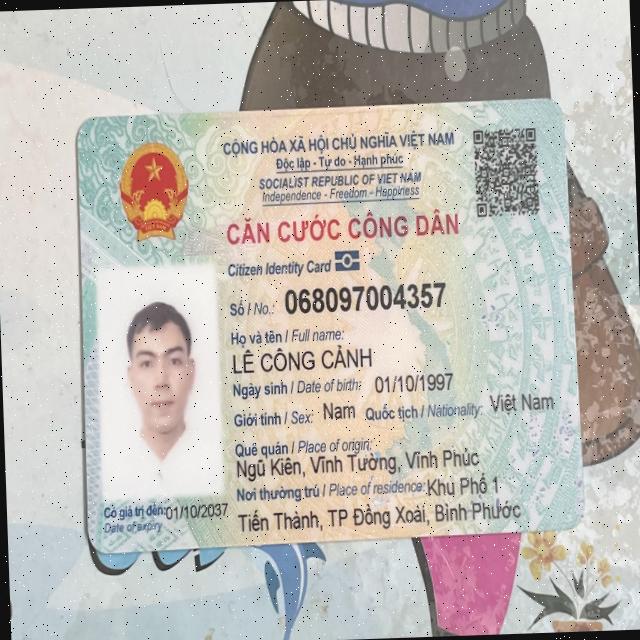 CỘNG HÒA XÃ HỘI CHỦ NGHĨA VIỆT NAM
Độc lập - Tự do - Hạnh phúc
SOCIALIST REPUBLIC OF VIET NAM
Independence - Freedom - Happiness
CĂN CƯỚC CÔNG DÂN
Citizen Identity Card
Số / No.: 068097004357
Họ và tên / Full name:
LÊ CÔNG CẢNH
Ngày sinh / Date of birth: 01/10/1997
Giới tính / Sex: Nam Quốc tịch / Nationality: Việt Nam
Quê quán / Place of origin:
Ngũ Kiên, Vĩnh Tường, Vĩnh Phúc
Nơi thường trú / Place of residence: Khu Phố 1
Tiến Thành, TP Đồng Xoài, Bình Phước
Có giá trị đến: 01/10/2037
Date of expiry